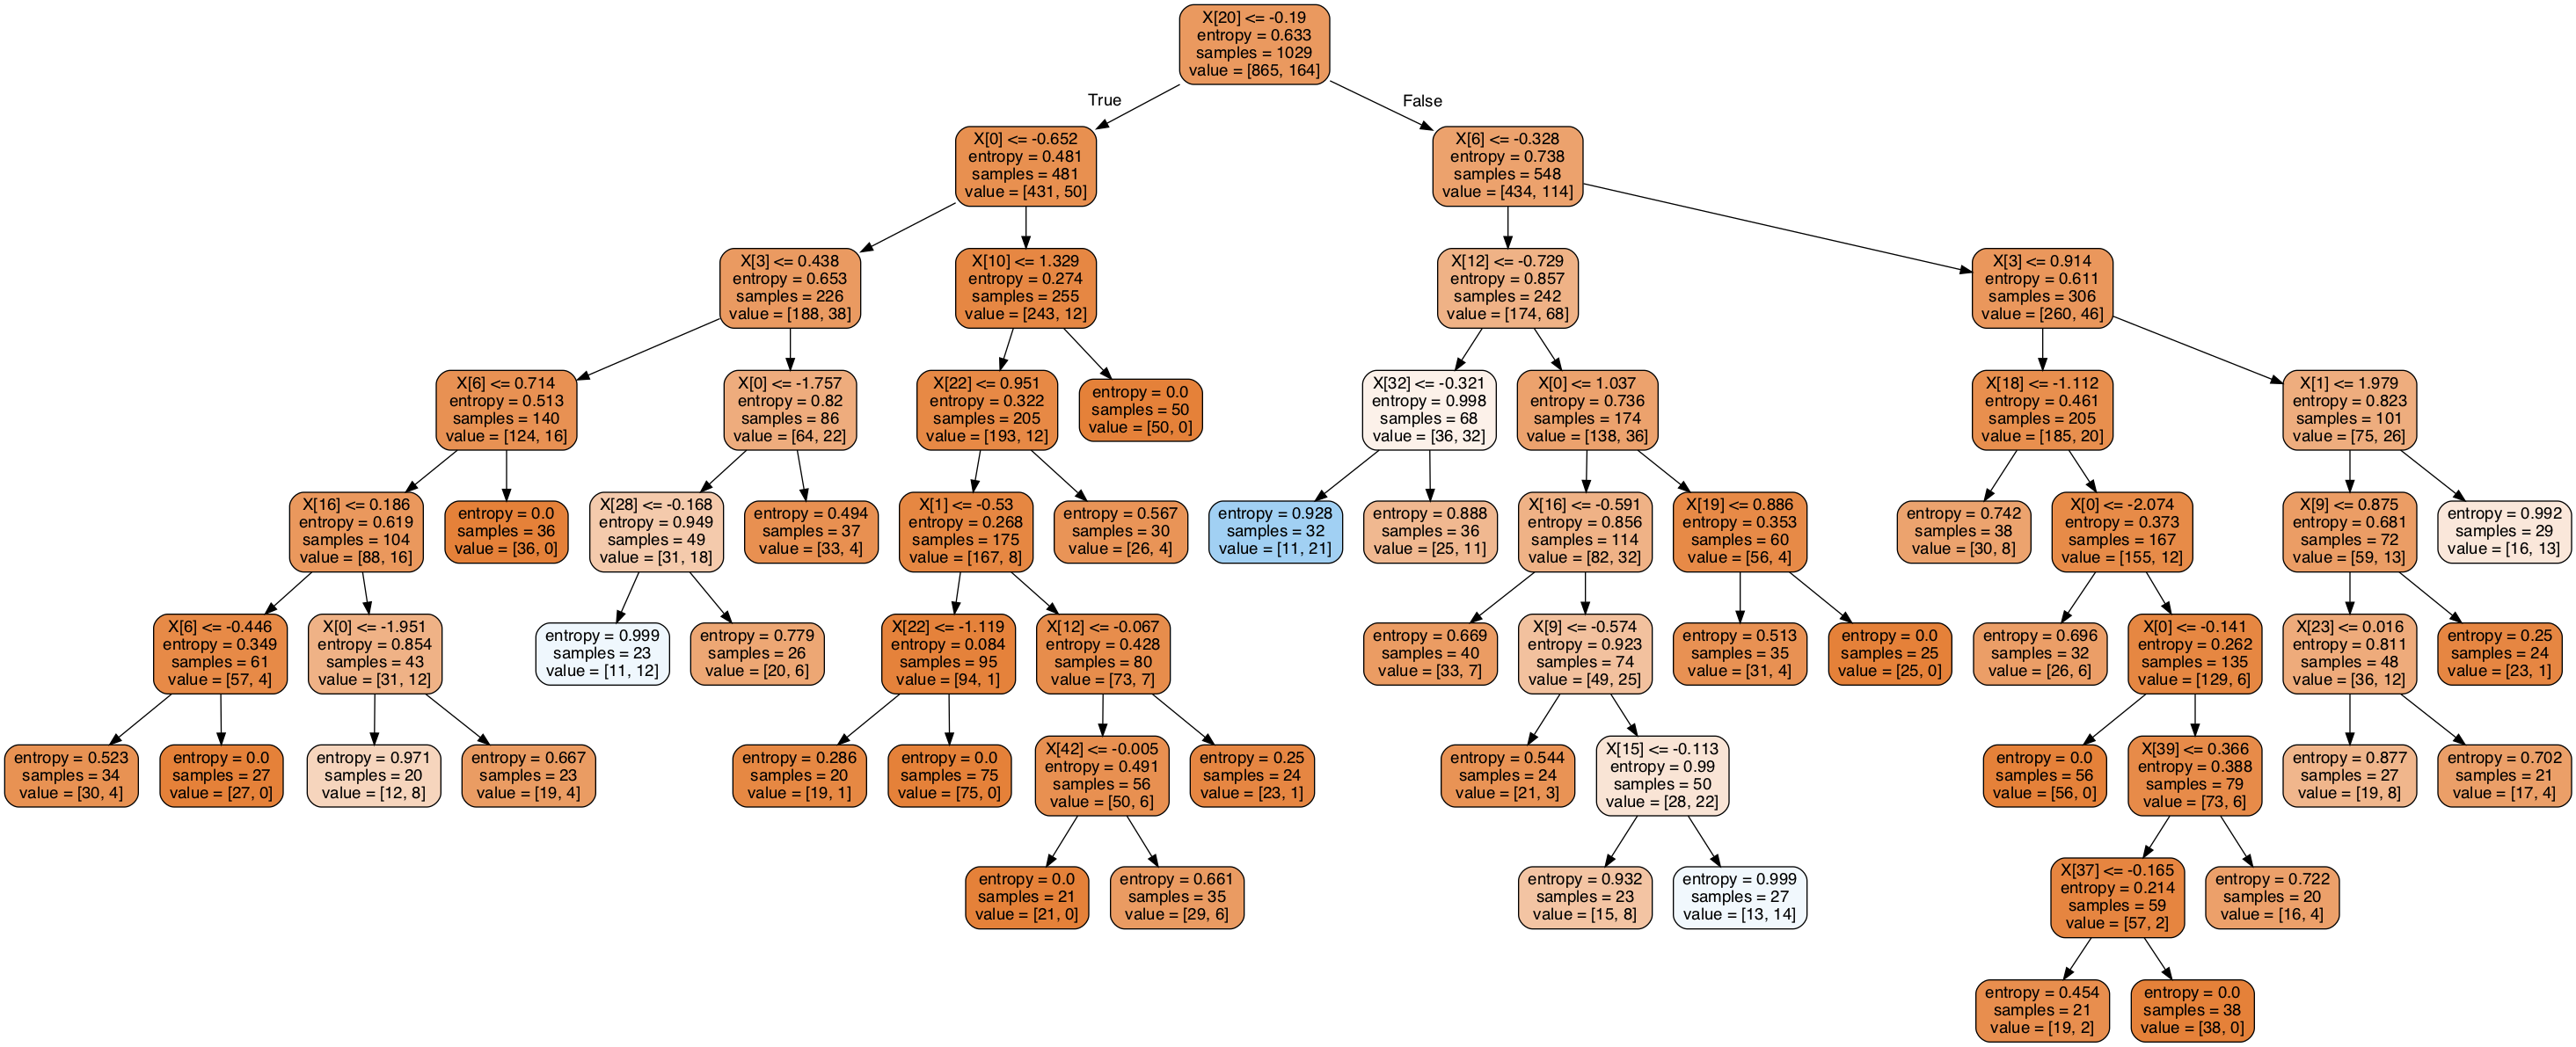 X[20] <= -0.19
entropy = 0.633
samples = 1029
value = [865, 164]
True
False
X[0] <= -0.652
entropy = 0.481
samples = 481
value = [431, 50]
X[6] <= -0.328
entropy = 0.738
samples = 548
value = [434, 114]
X[3] <= 0.438
entropy = 0.653
samples = 226
value = [188, 38]
X[10] <= 1.329
entropy = 0.274
samples = 255
value = [243, 12]
X[12] <= -0.729
entropy = 0.857
samples = 242
value = [174, 68]
X[3] <= 0.914
entropy = 0.611
samples = 306
value = [260, 46]
X[6] <= 0.714
entropy = 0.513
samples = 140
value = [124, 16]
X[0] <= -1.757
entropy = 0.82
samples = 86
value = [64, 22]
X[22] <= 0.951
entropy = 0.322
samples = 205
value = [193, 12]
entropy = 0.0
samples = 50
value = [50, 0]
X[32] <= -0.321
entropy = 0.998
samples = 68
value = [36, 32]
X[0] <= 1.037
entropy = 0.736
samples = 174
value = [138, 36]
X[18] <= -1.112
entropy = 0.461
samples = 205
value = [185, 20]
X[1] <= 1.979
entropy = 0.823
samples = 101
value = [75, 26]
X[16] <= 0.186
entropy = 0.619
samples = 104
value = [88, 16]
entropy = 0.0
samples = 36
value = [36, 0]
X[28] <= -0.168
entropy = 0.949
samples = 49
value = [31, 18]
entropy = 0.494
samples = 37
value = [33, 4]
X[1] <= -0.53
entropy = 0.268
samples = 175
value = [167, 8]
entropy = 0.567
samples = 30
value = [26, 4]
entropy = 0.928
samples = 32
value = [11, 21]
entropy = 0.888
samples = 36
value = [25, 11]
X[16] <= -0.591
entropy = 0.856
samples = 114
value = [82, 32]
X[19] <= 0.886
entropy = 0.353
samples = 60
value = [56, 4]
entropy = 0.742
samples = 38
value = [30, 8]
X[0] <= -2.074
entropy = 0.373
samples = 167
value = [155, 12]
X[9] <= 0.875
entropy = 0.681
samples = 72
value = [59, 13]
entropy = 0.992
samples = 29
value = [16, 13]
X[6] <= -0.446
entropy = 0.349
samples = 61
value = [57, 4]
X[0] <= -1.951
entropy = 0.854
samples = 43
value = [31, 12]
entropy = 0.999
samples = 23
value = [11, 12]
entropy = 0.779
samples = 26
value = [20, 6]
X[22] <= -1.119
entropy = 0.084
samples = 95
value = [94, 1]
X[12] <= -0.067
entropy = 0.428
samples = 80
value = [73, 7]
entropy = 0.669
samples = 40
value = [33, 7]
X[9] <= -0.574
entropy = 0.923
samples = 74
value = [49, 25]
entropy = 0.513
samples = 35
value = [31, 4]
entropy = 0.0
samples = 25
value = [25, 0]
entropy = 0.696
samples = 32
value = [26, 6]
X[0] <= -0.141
entropy = 0.262
samples = 135
value = [129, 6]
X[23] <= 0.016
entropy = 0.811
samples = 48
value = [36, 12]
entropy = 0.25
samples = 24
value = [23, 1]
entropy = 0.523
samples = 34
value = [30, 4]
entropy = 0.0
samples = 27
value = [27, 0]
entropy = 0.971
samples = 20
value = [12, 8]
entropy = 0.667
samples = 23
value = [19, 4]
entropy = 0.286
samples = 20
value = [19, 1]
entropy = 0.0
samples = 75
value = [75, 0]
X[42] <= -0.005
entropy = 0.491
samples = 56
value = [50, 6]
entropy = 0.25
samples = 24
value = [23, 1]
entropy = 0.544
samples = 24
value = [21, 3]
X[15] <= -0.113
entropy = 0.99
samples = 50
value = [28, 22]
entropy = 0.0
samples = 56
value = [56, 0]
X[39] <= 0.366
entropy = 0.388
samples = 79
value = [73, 6]
entropy = 0.877
samples = 27
value = [19, 8]
entropy = 0.702
samples = 21
value = [17, 4]
entropy = 0.0
samples = 21
value = [21, 0]
entropy = 0.661
samples = 35
value = [29, 6]
entropy = 0.932
samples = 23
value = [15, 8]
entropy = 0.999
samples = 27
value = [13, 14]
X[37] <= -0.165
entropy = 0.214
samples = 59
value = [57, 2]
entropy = 0.722
samples = 20
value = [16, 4]
entropy = 0.454
samples = 21
value = [19, 2]
entropy = 0.0
samples = 38
value = [38, 0]